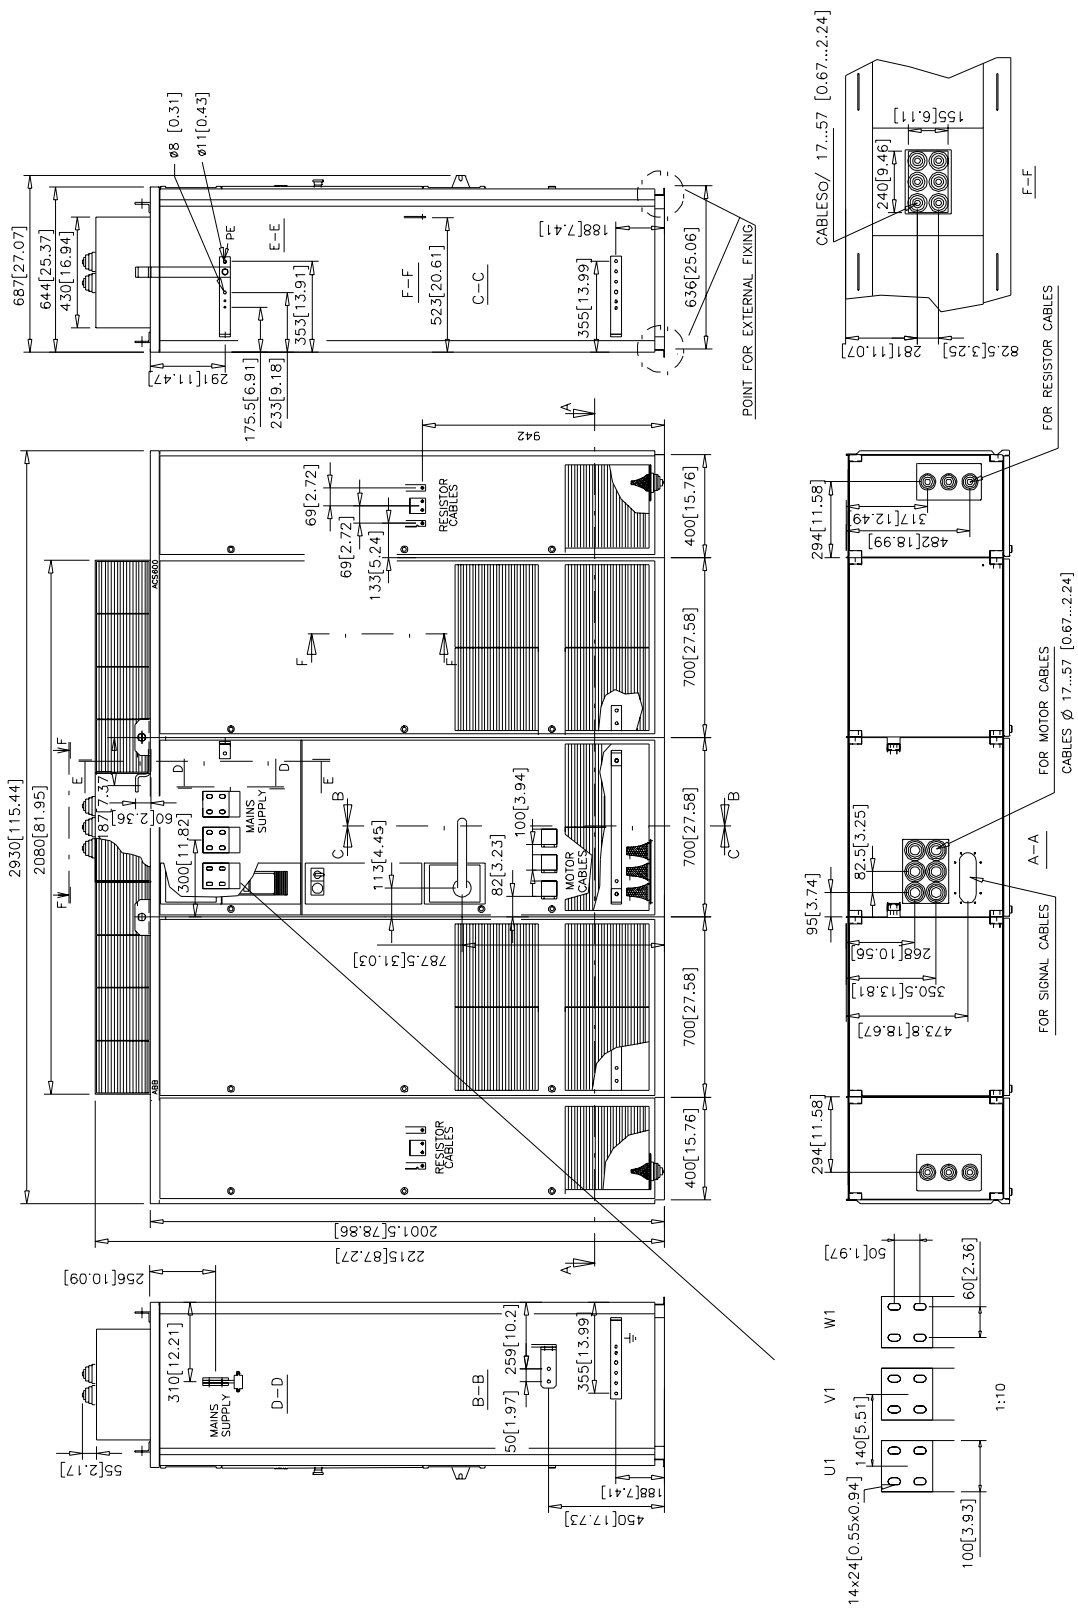 687[27.07]
644[25.37]
430[16.94]
ø8 [0.31]
ø11[0.43]
PE
E-E
291[11.47]
175.5[6.91]
233[9.18]
353[13.91]
F-F
523[20.61]
C-C
188[7.41]
355[13.99]
636[25.06]
POINT FOR EXTERNAL FIXING
CABLESO/ 17...57 [0.67...2.24]
240[9.46]
155[6.11]
F-F
281[11.07]
82.5[3.25]
2930[115.44]
2080[81.95]
ACS600
ABB
F
F
E
E
D
D
187[7.37
60[2.36]
300[11.82]
MAINS
SUPPLY
B
B
C
C
F
F
A
A
942
69[2.72]
69[2.72]
133[5.24]
RESISTOR
CABLES
113[4.45]
82[3.23]
100[3.94]
MOTOR
CABLES
787.5[31.03]
RESISTOR
CABLES
400[15.76]
700[27.58]
700[27.58]
700[27.58]
400[15.76]
2001.5[78.86]
2215[87.27]
FOR RESISTOR CABLES
294[11.58]
317[12.49
482[18.99]
FOR MOTOR CABLES
CABLES Ø 17...57 [0.67...2.24]
A-A
82.5[3.25]
95[3.74]
268[10.56]
350.5[13.81]
473.8[18.67]
FOR SIGNAL CABLES
294[11.58]
256[10.09]
310[12.21]
MAINS
SUPPLY
D-D
55[2.17]
B-B
259[10.2]
50[1.97]
355[13.99]
188[7.41]
450[17.73]
U1
V1
W1
50[1.97]
60[2.36]
140[5.51]
14x24[0.55x0.94]
100[3.93]
1:10